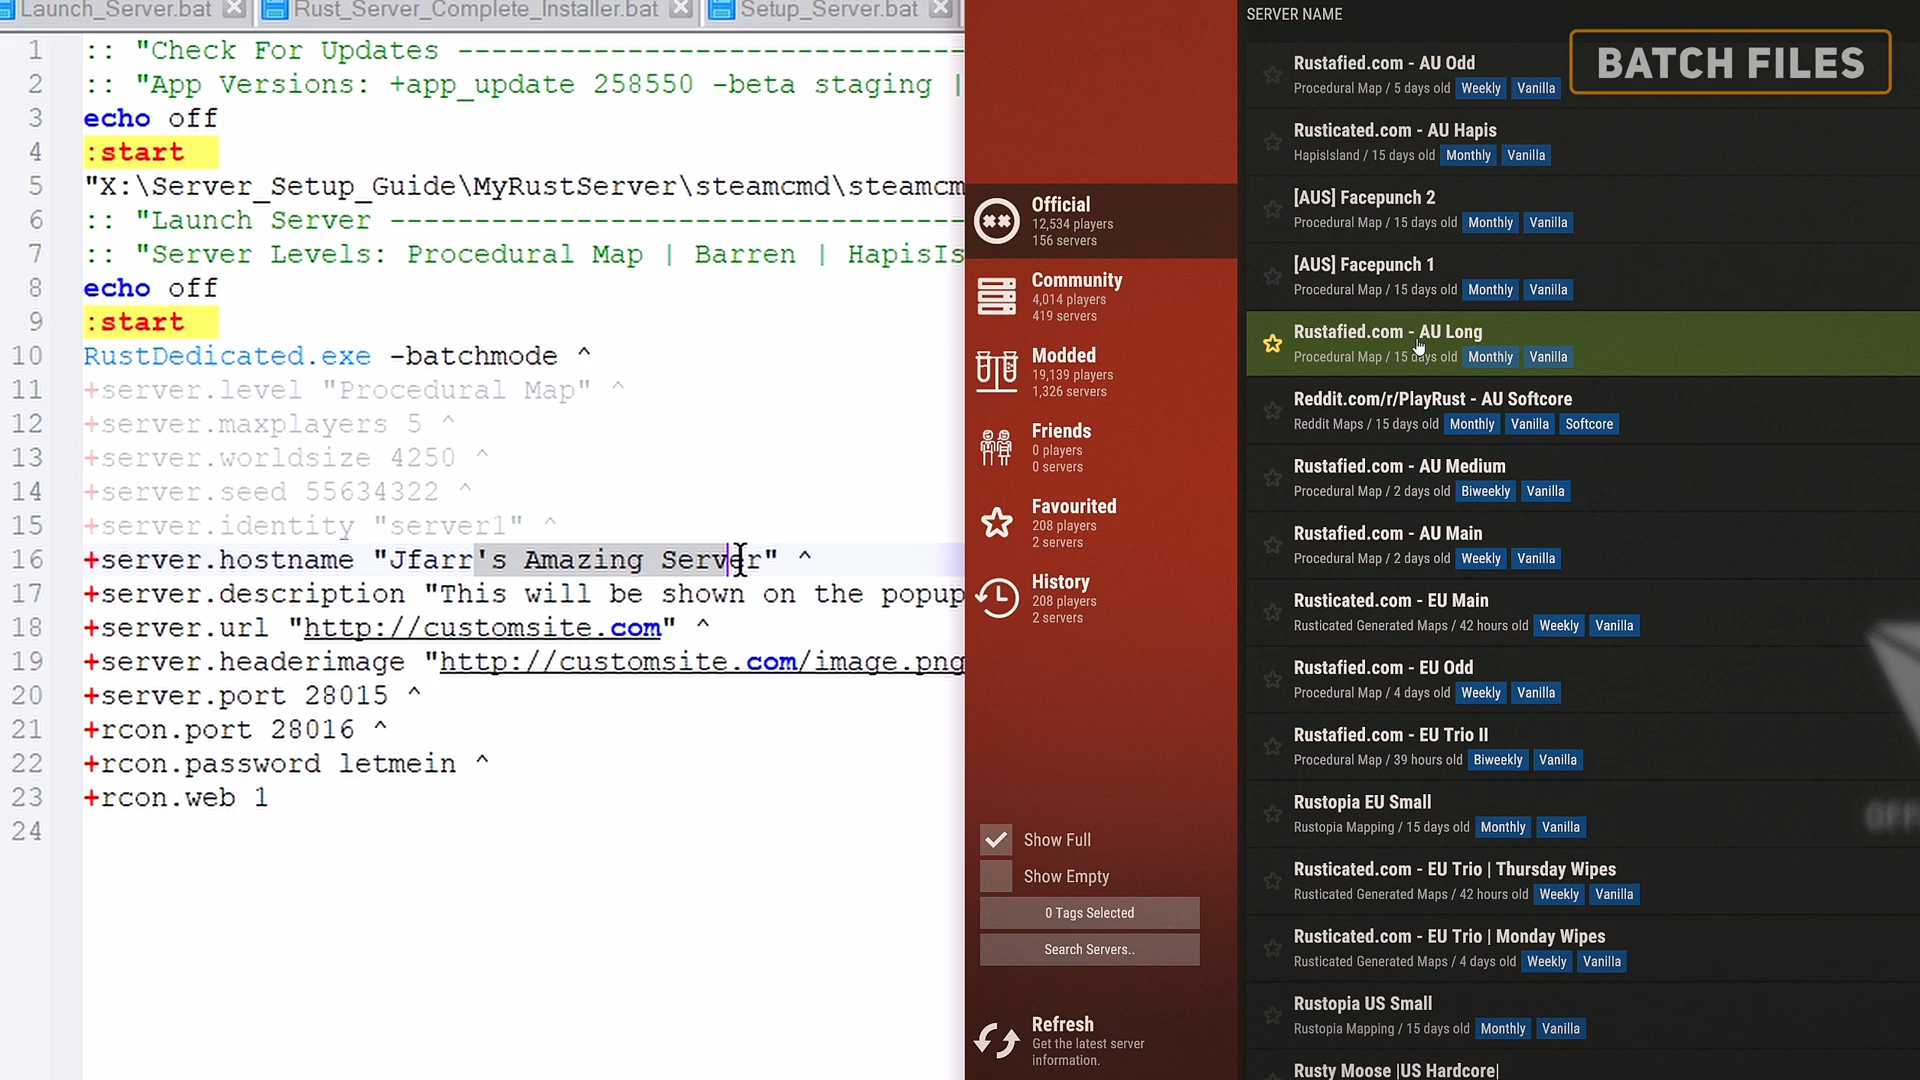 Launch_Server.bat
Rust_Server_Complete_Installer.bat
Setup_Server.bat
1 :: "Check For Updates ------------------------------
2 :: "App Versions: +app_update 258550 -beta staging |
3 echo off
4 :start
5 "X:\Server_Setup_Guide\MyRustServer\steamcmd\steamcm
6 :: "Launch Server ----------------------------------
7 :: "Server Levels: Procedural Map | Barren | HapisIs
8 echo off
9 :start
10 RustDedicated.exe -batchmode ^
11 +server.level "Procedural Map" ^
12 +server.maxplayers 5 ^
13 +server.worldsize 4250 ^
14 +server.seed 55634322 ^
15 +server.identity "server1" ^
16 +server.hostname "Jfarr's Amazing Server" ^
17 +server.description "This will be shown on the popup
18 +server.url "http://customsite.com" ^
19 +server.headerimage "http://customsite.com/image.png
20 +server.port 28015 ^
21 +rcon.port 28016 ^
22 +rcon.password letmein ^
23 +rcon.web 1
24
Official
12,534 players
156 servers
Community
4,014 players
419 servers
Modded
19,139 players
1,326 servers
Friends
0 players
0 servers
Favourited
208 players
2 servers
History
208 players
2 servers
Show Full
Show Empty
0 Tags Selected
Search Servers..
Refresh
Get the latest server
information.
SERVER NAME
BATCH FILES
Rustafied.com - AU Odd
Procedural Map / 5 days old Weekly Vanilla
Rusticated.com - AU Hapis
HapisIsland / 15 days old Monthly Vanilla
[AUS] Facepunch 2
Procedural Map / 15 days old Monthly Vanilla
[AUS] Facepunch 1
Procedural Map / 15 days old Monthly Vanilla
Rustafied.com - AU Long
Procedural Map / 15 days old Monthly Vanilla
Reddit.com/r/PlayRust - AU Softcore
Reddit Maps / 15 days old Monthly Vanilla Softcore
Rustafied.com - AU Medium
Procedural Map / 2 days old Biweekly Vanilla
Rustafied.com - AU Main
Procedural Map / 2 days old Weekly Vanilla
Rusticated.com - EU Main
Rusticated Generated Maps / 42 hours old Weekly Vanilla
Rustafied.com - EU Odd
Procedural Map / 4 days old Weekly Vanilla
Rustafied.com - EU Trio II
Procedural Map / 39 hours old Biweekly Vanilla
Rustopia EU Small
Rustopia Mapping / 15 days old Monthly Vanilla
Rusticated.com - EU Trio | Thursday Wipes
Rusticated Generated Maps / 42 hours old Weekly Vanilla
Rusticated.com - EU Trio | Monday Wipes
Rusticated Generated Maps / 4 days old Weekly Vanilla
Rustopia US Small
Rustopia Mapping / 15 days old Monthly Vanilla
Rusty Moose |US Hardcore|
OFF